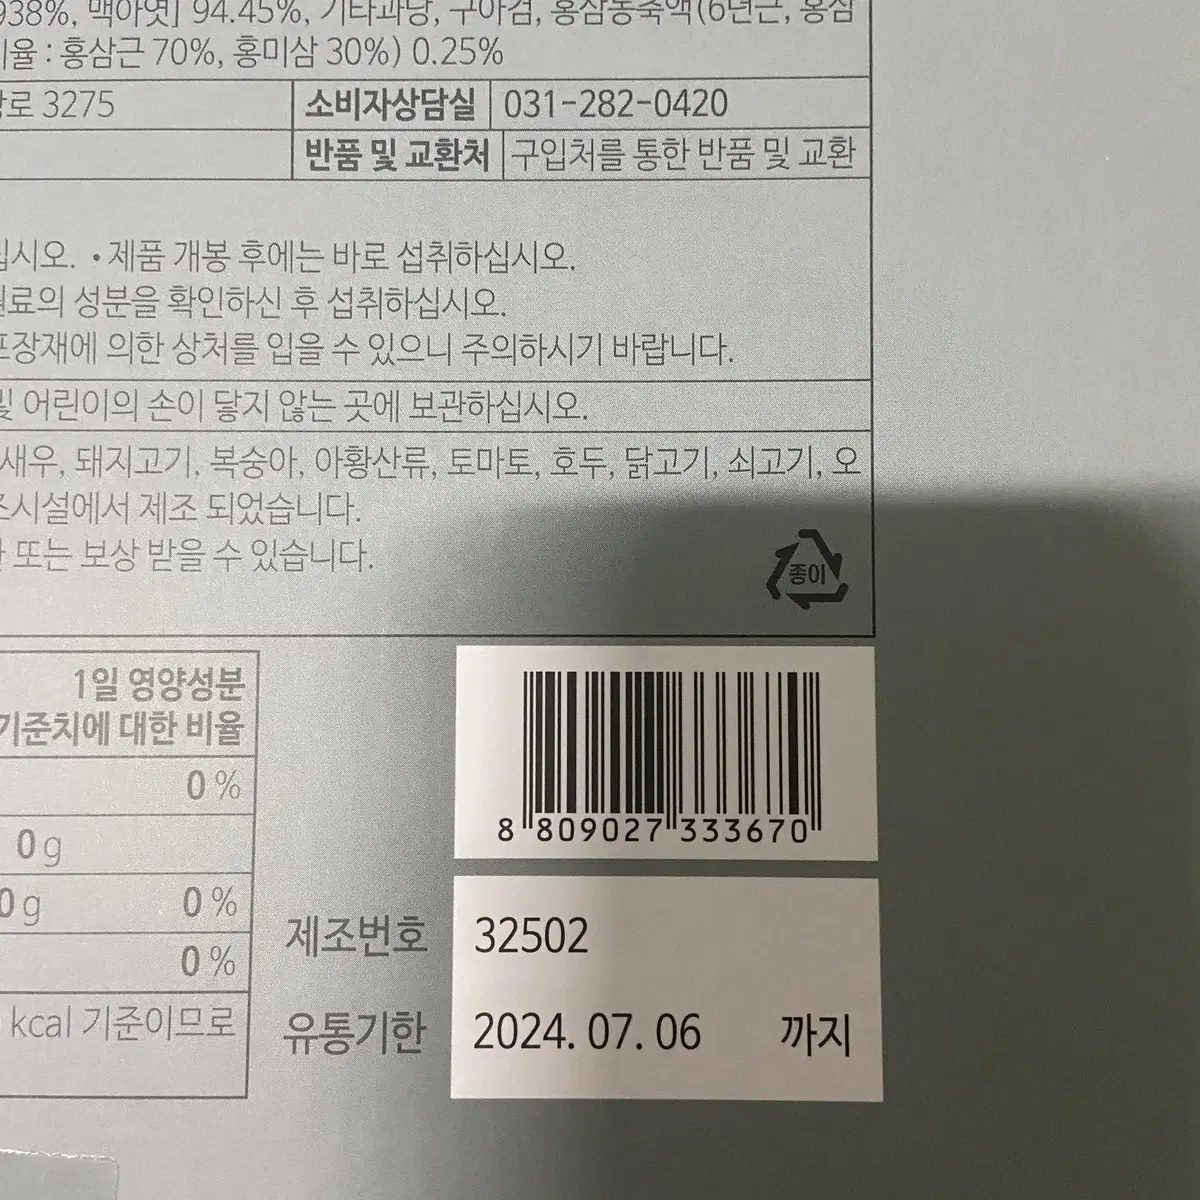 938%, 맥아엿] 94.45%, 기타과당, 구아검, 홍삼농축액(6년근, 홍삼
비율 : 홍삼근 70%, 홍미삼 30%) 0.25%
3275 소비자상담실 031-282-0420
반품 및 교환처 구입처를 통한 반품 및 교환
십시오. • 제품 개봉 후에는 바로 섭취하십시오.
원료의 성분을 확인하신 후 섭취하십시오.
포장재에 의한 상처를 입을 수 있으니 주의하시기 바랍니다.
및 어린이의 손이 닿지 않는 곳에 보관하십시오.
새우, 돼지고기, 복숭아, 아황산류, 토마토, 호두, 닭고기, 쇠고기, 오
조시설에서 제조 되었습니다.
또는 보상 받을 수 있습니다.
종이
1일 영양성분
기준치에 대한 비율
0 %
0 g
0 g 0 %
0 %
kcal 기준이므로
8 809027 333670
제조번호 32502
유통기한 2024. 07. 06 까지